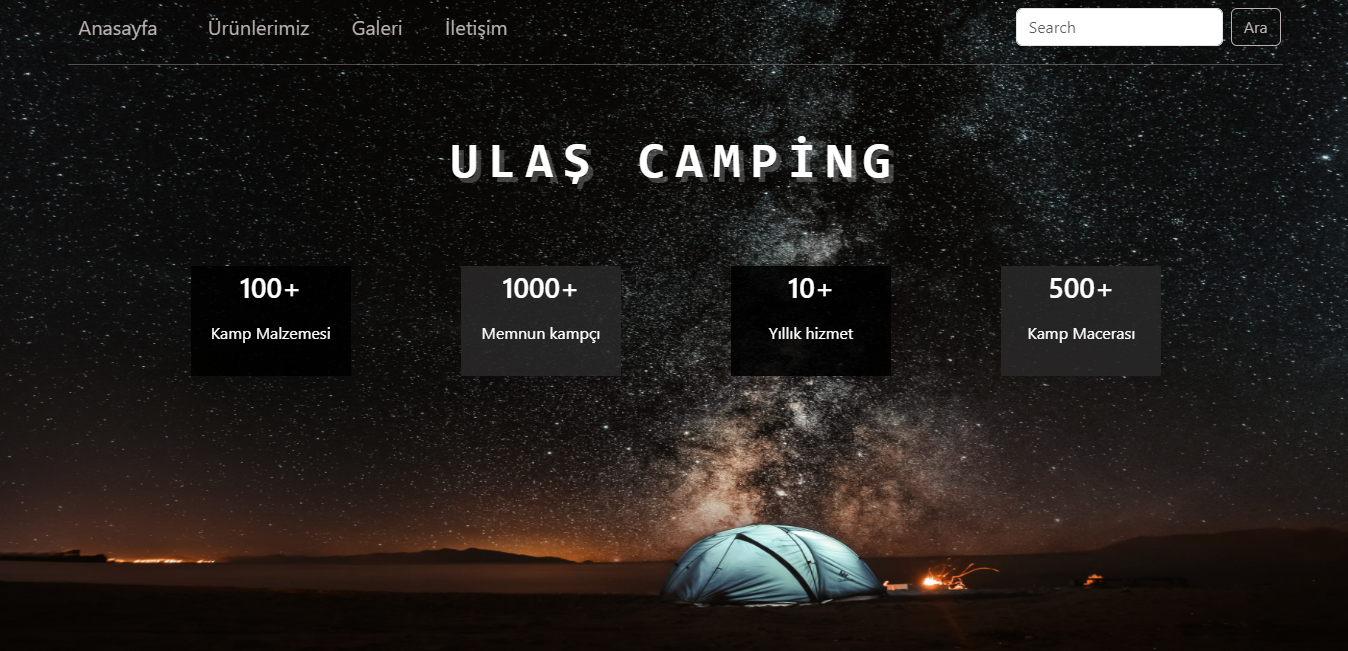 Anasayfa Ürünlerimiz Galeri İletişim Search Ara
ULAŞ CAMPİNG
100+ 1000+ 10+ 500+
Kamp Malzemesi Memnun kampçı Yıllık hizmet Kamp Macerası